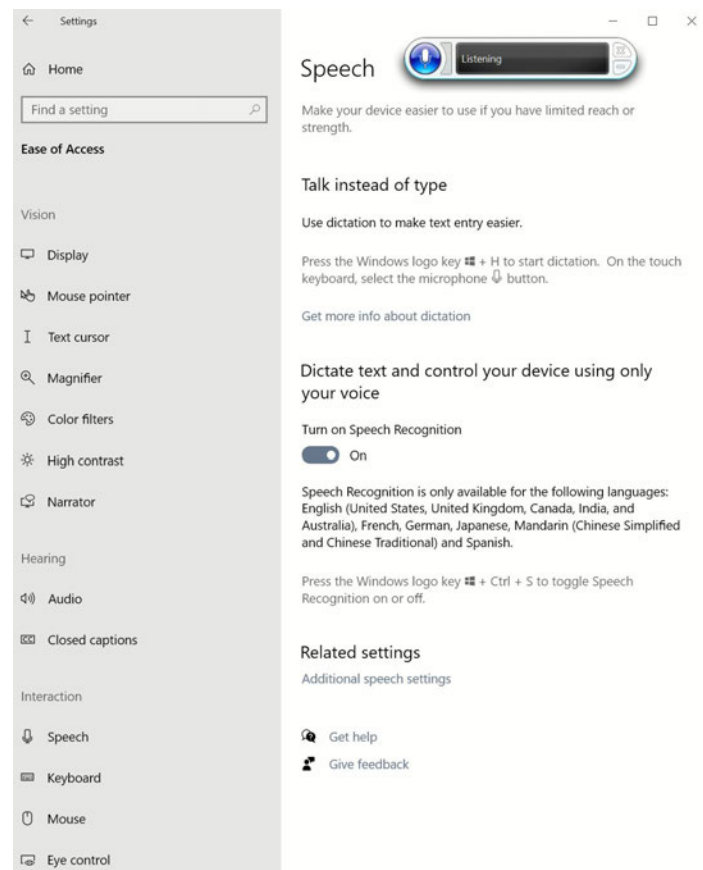 Settings
Home
Find a setting
Ease of Access
Vision
Display
Mouse pointer
Text cursor
Magnifier
Color filters
High contrast
Narrator
Hearing
Audio
Closed captions
Interaction
Speech
Keyboard
Mouse
Eye control
Speech
Listening
Make your device easier to use if you have limited reach or
strength.
Talk instead of type
Use dictation to make text entry easier.
Press the Windows logo key + H to start dictation. On the touch
keyboard, select the microphone button.
Get more info about dictation
Dictate text and control your device using only
your voice
Turn on Speech Recognition
On
Speech Recognition is only available for the following languages:
English (United States, United Kingdom, Canada, India, and
Australia), French, German, Japanese, Mandarin (Chinese Simplified
and Chinese Traditional) and Spanish.
Press the Windows logo key + Ctrl + S to toggle Speech
Recognition on or off.
Related settings
Additional speech settings
Get help
Give feedback